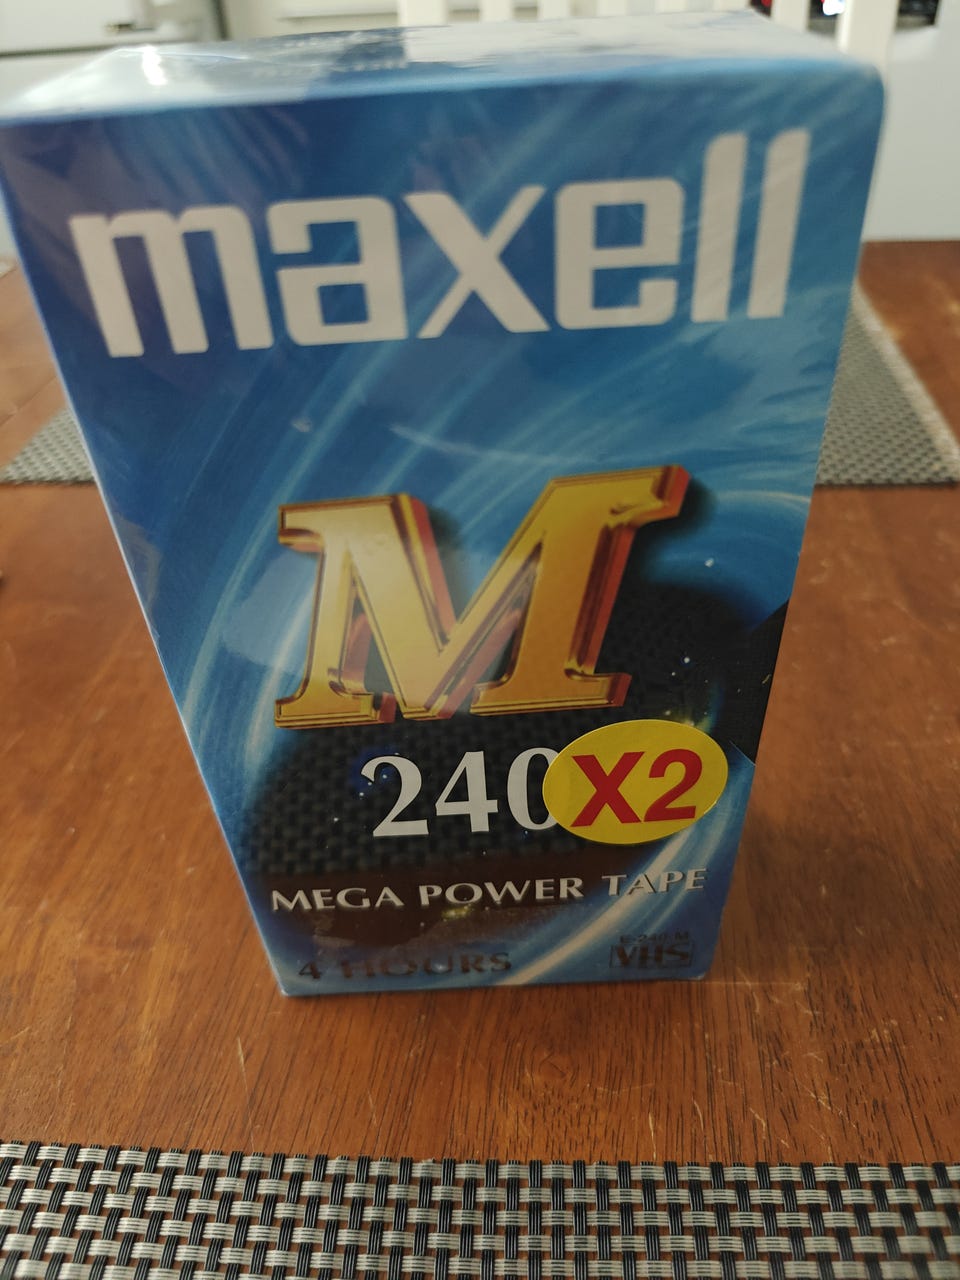 maxell
M
240 X2
MEGA POWER TAPE
E-240 M
4 HOURS
VHS